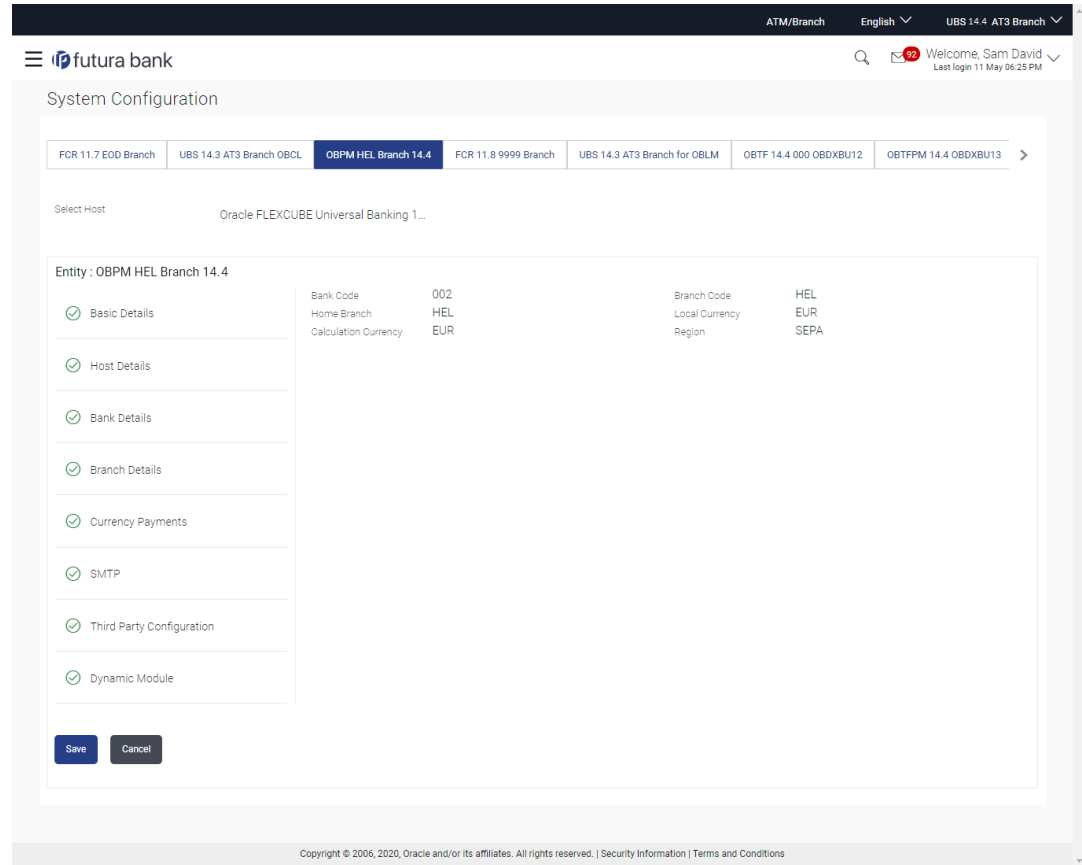 ATM/Branch English UBS 14.4 AT3 Branch
futura bank 92 Welcome, Sam David
Last login 11 May 06:25 PM
System Configuration
FCR 11.7 EOD Branch UBS 14.3 AT3 Branch OBCL OBPM HEL Branch 14.4 FCR 11.8 9999 Branch UBS 14.3 AT3 Branch for OBLM OBTF 14.4 000 OBDXBU12 OBTFPM 14.4 OBDXBU13
Select Host Oracle FLEXCUBE Universal Banking 1...
Entity : OBPM HEL Branch 14.4
Basic Details
Host Details
Bank Details
Branch Details
Currency Payments
SMTP
Third Party Configuration
Dynamic Module
Bank Code 002 Branch Code HEL
Home Branch HEL Local Currency EUR
Calculation Currency EUR Region SEPA
Save Cancel
Copyright © 2006, 2020, Oracle and/or its affiliates. All rights reserved. | Security Information | Terms and Conditions